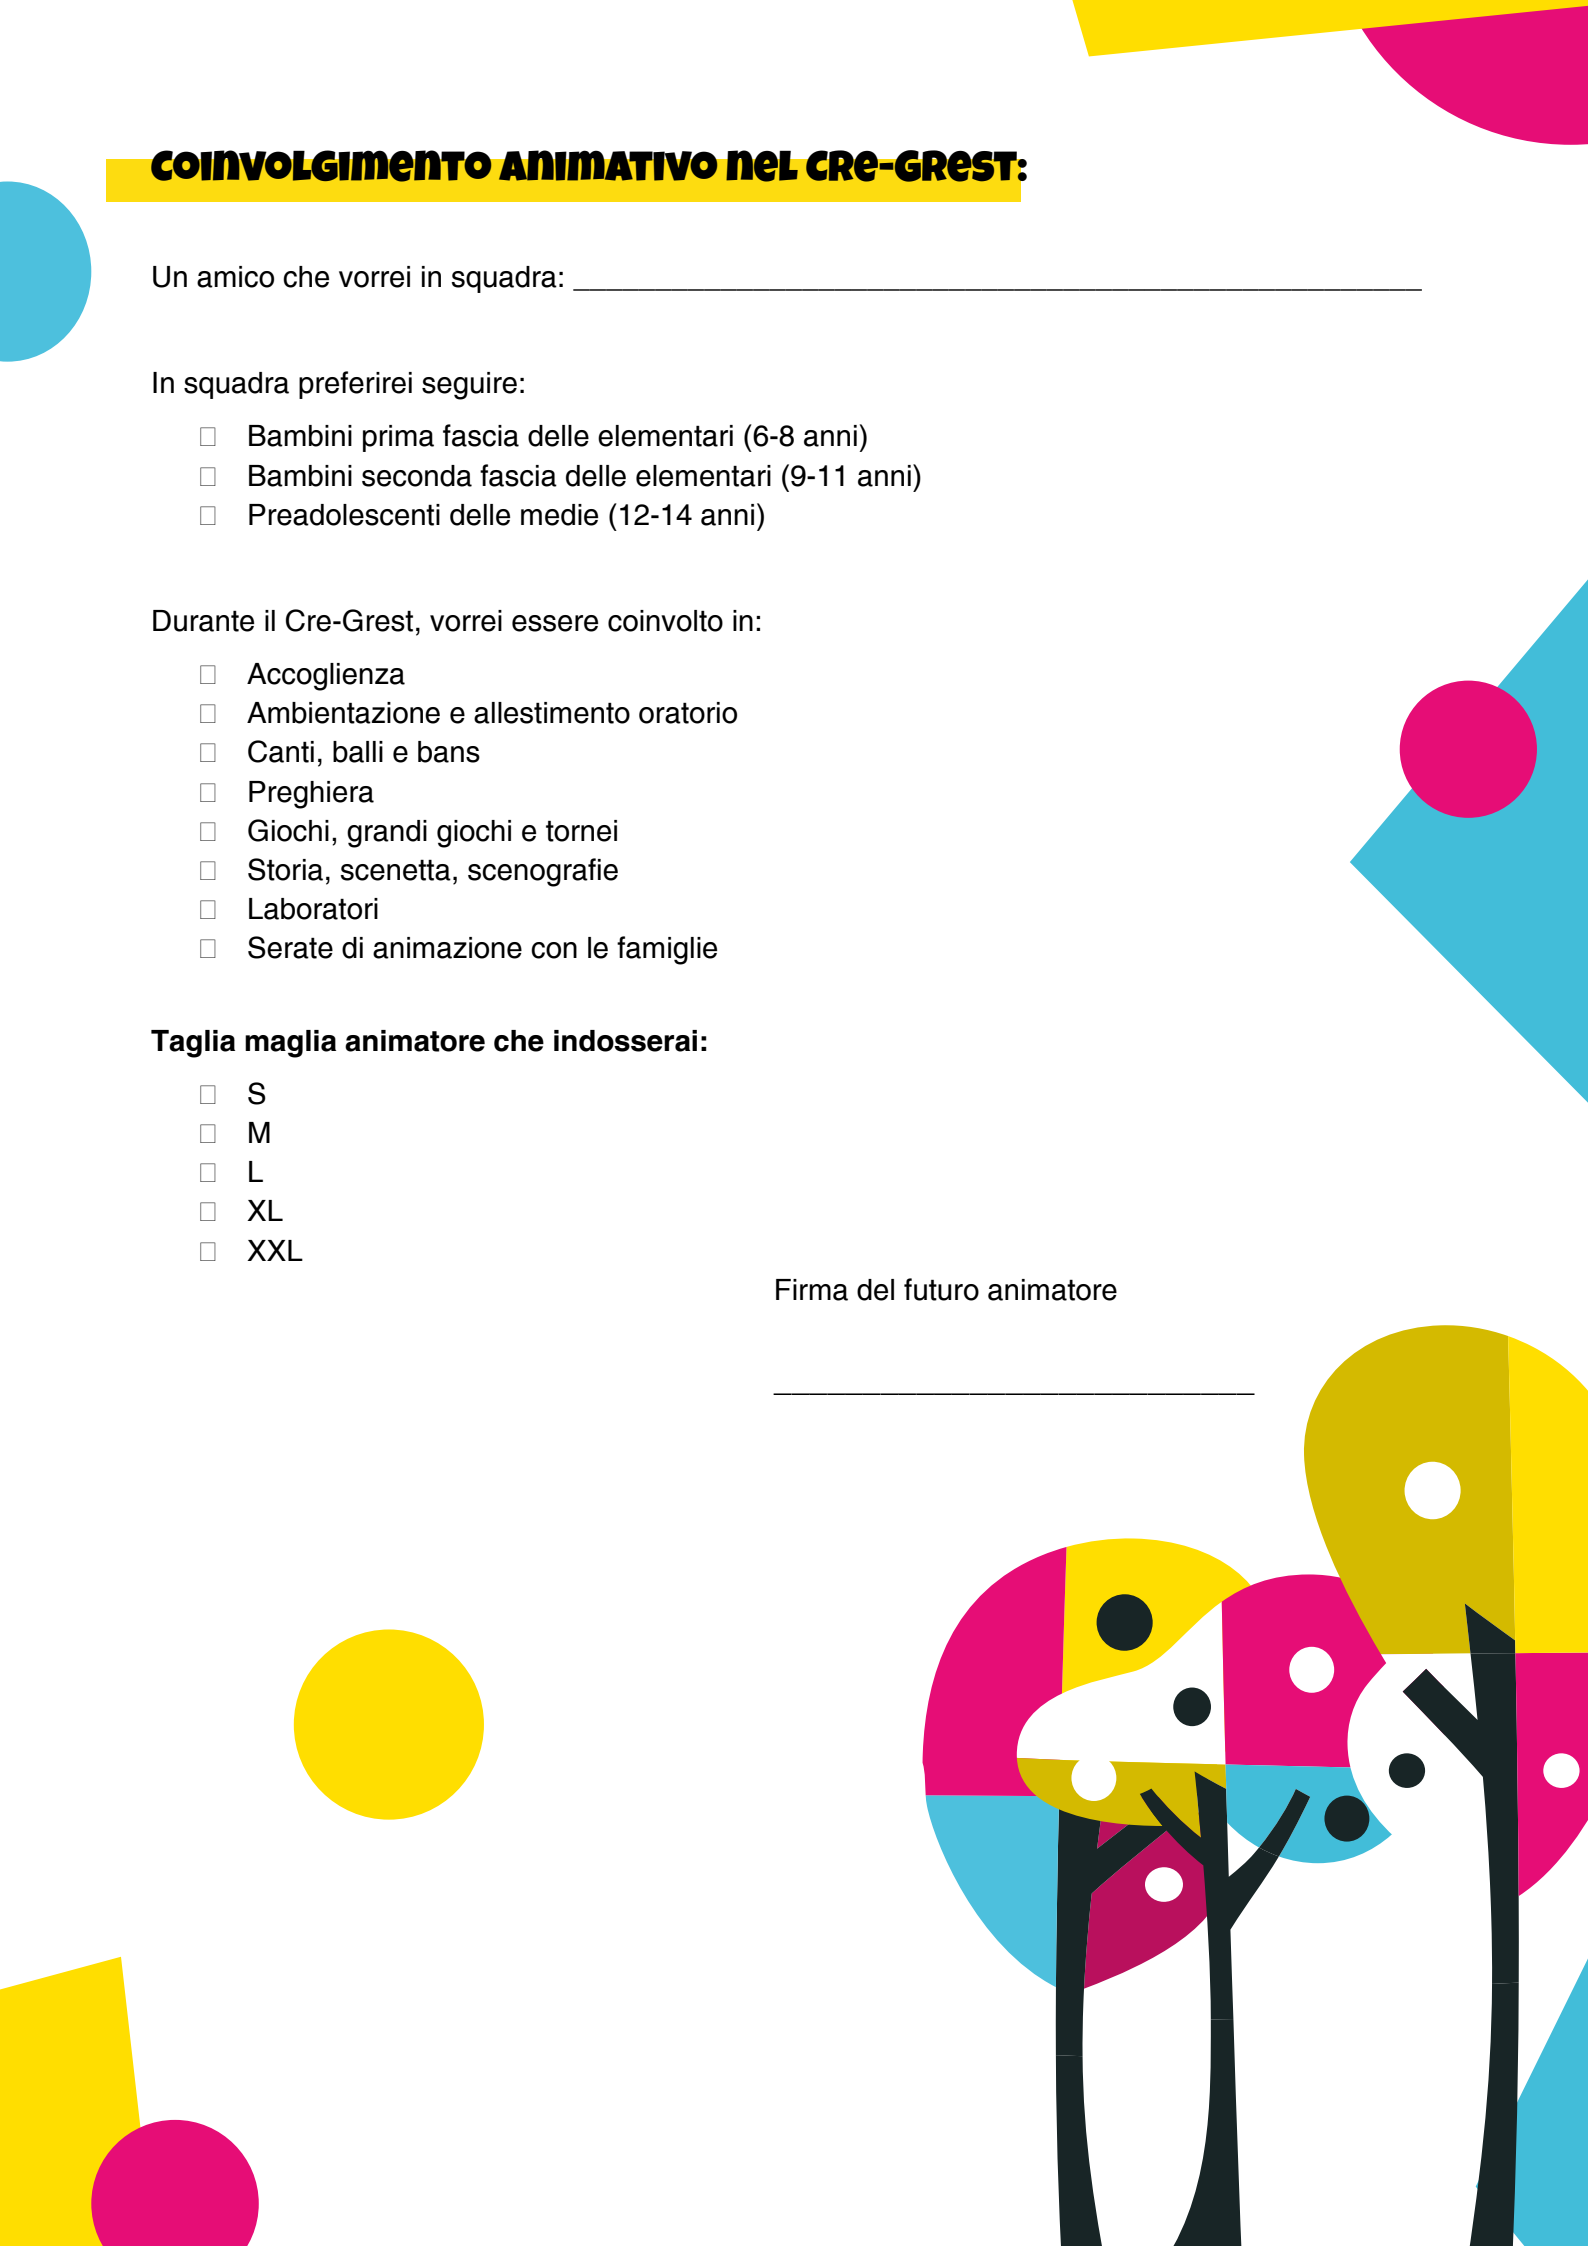 COINVOLGIMENTO ANIMATIVO NEL CRE-GREST:
Un amico che vorrei in squadra: ____________________________________________________
In squadra preferirei seguire:
□ Bambini prima fascia delle elementari (6-8 anni)
□ Bambini seconda fascia delle elementari (9-11 anni)
□ Preadolescenti delle medie (12-14 anni)
Durante il Cre-Grest, vorrei essere coinvolto in:
□ Accoglienza
□ Ambientazione e allestimento oratorio
□ Canti, balli e bans
□ Preghiera
□ Giochi, grandi giochi e tornei
□ Storia, scenetta, scenografie
□ Laboratori
□ Serate di animazione con le famiglie
Taglia maglia animatore che indosserai:
□ S
□ M
□ L
□ XL
□ XXL
Firma del futuro animatore
_____________________________